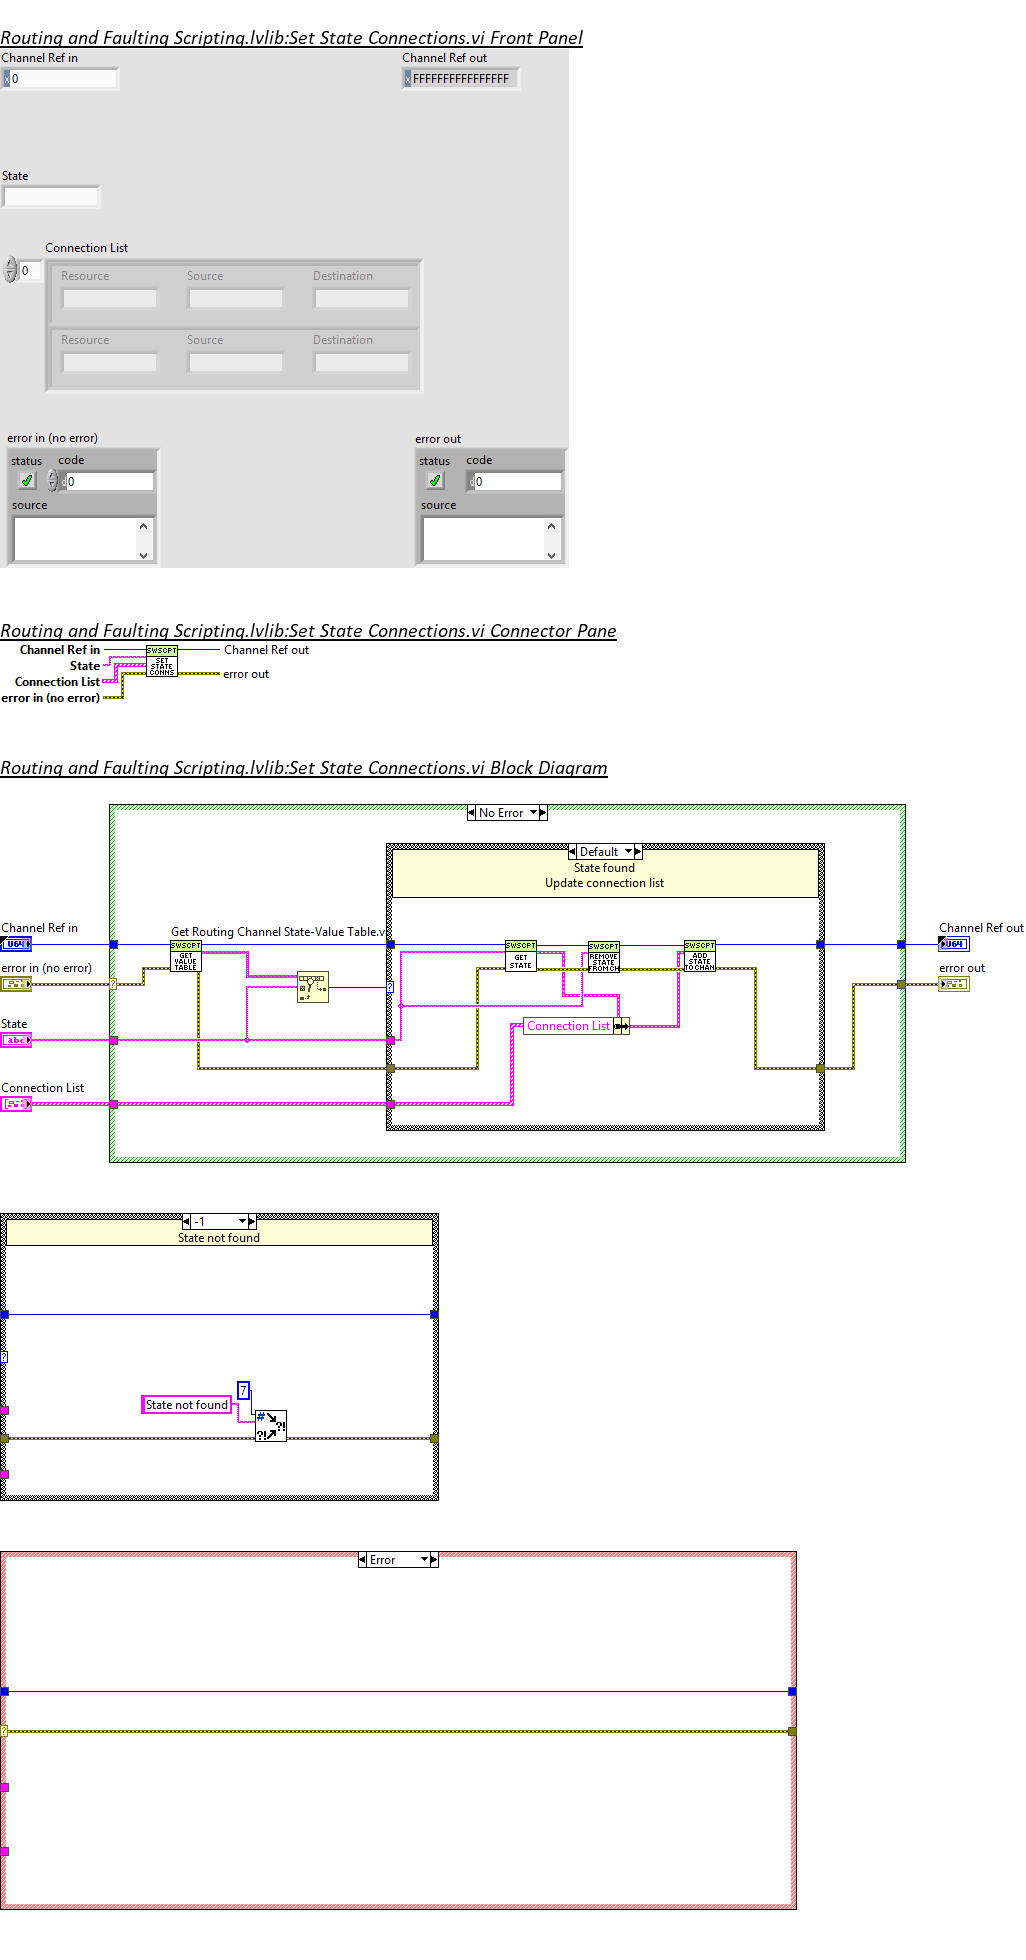 Routing and Faulting Scripting.lvlib:Set State Connections.vi Front Panel
Channel Ref in
Channel Ref out
x 0
x FFFFFFFFFFFFFFFF
State
Connection List
0
Resource Source Destination
Resource Source Destination
error in (no error)
error out
status code
status code
d 0
d 0
source
source
Routing and Faulting Scripting.lvlib:Set State Connections.vi Connector Pane
Channel Ref in
State
Connection List
error in (no error)
SWSCPT
SET
STATE
CONNS
Channel Ref out
error out
Routing and Faulting Scripting.lvlib:Set State Connections.vi Block Diagram
No Error
Default
State found
Update connection list
Channel Ref in
U64
error in (no error)
State
abc
Connection List
Get Routing Channel State-Value Table.v
SWSCPT
GET
VALUE
TABLE
?
?
SWSCPT
GET
STATE
SWSCPT
REMOVE
STATE
FROM CH
SWSCPT
ADD
STATE
TO CHAN
Connection List
Channel Ref out
U64
error out
-1
State not found
?
7
State not found
#
?!
?!
Error
?